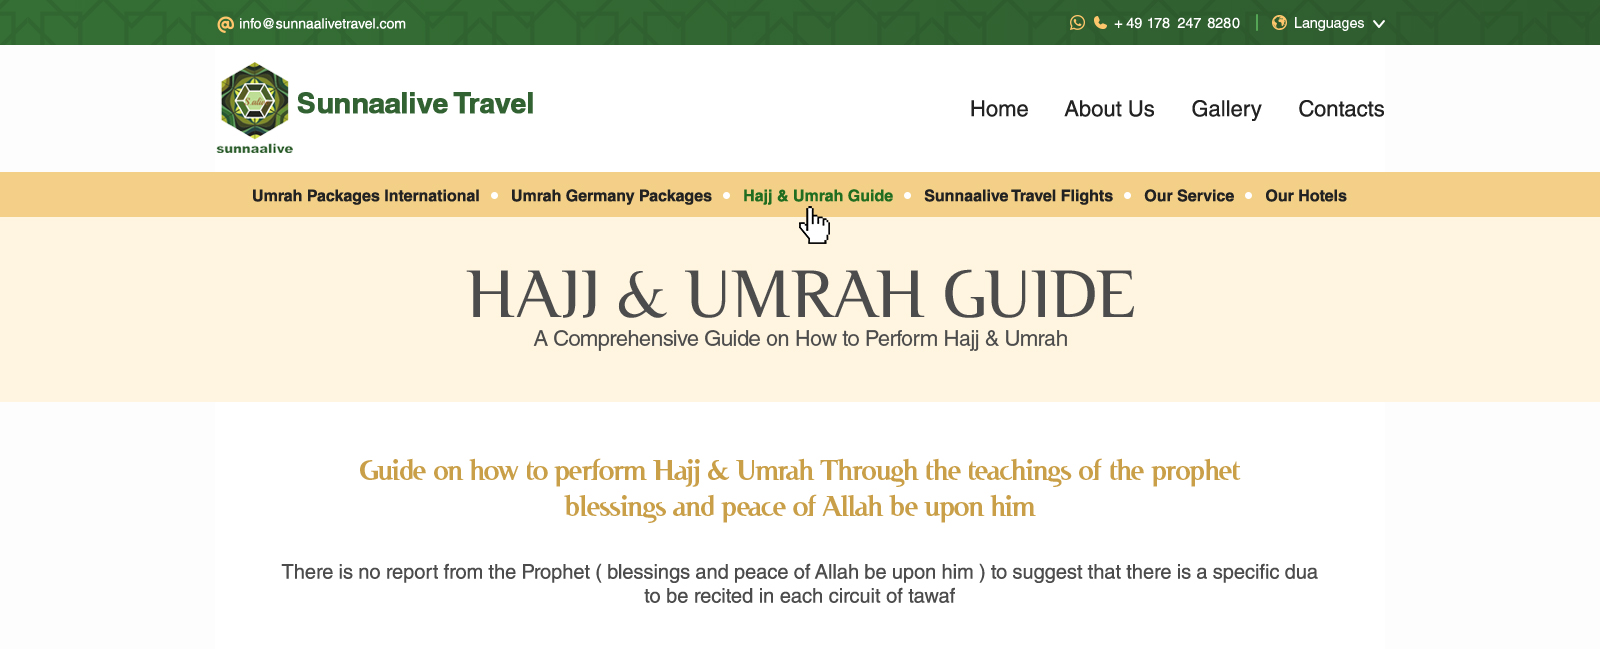 info@sunnaalivetravel.com
+ 49 178 247 8280
Languages
Sunnaalive Travel
sunnaalive
Home
About Us
Gallery
Contacts
Umrah Packages International
Umrah Germany Packages
Hajj & Umrah Guide
Sunnaalive Travel Flights
Our Service
Our Hotels
HAJJ & UMRAH GUIDE
A Comprehensive Guide on How to Perform Hajj & Umrah
Guide on how to perform Hajj & Umrah Through the teachings of the prophet
blessings and peace of Allah be upon him
There is no report from the Prophet ( blessings and peace of Allah be upon him ) to suggest that there is a specific dua
to be recited in each circuit of tawaf